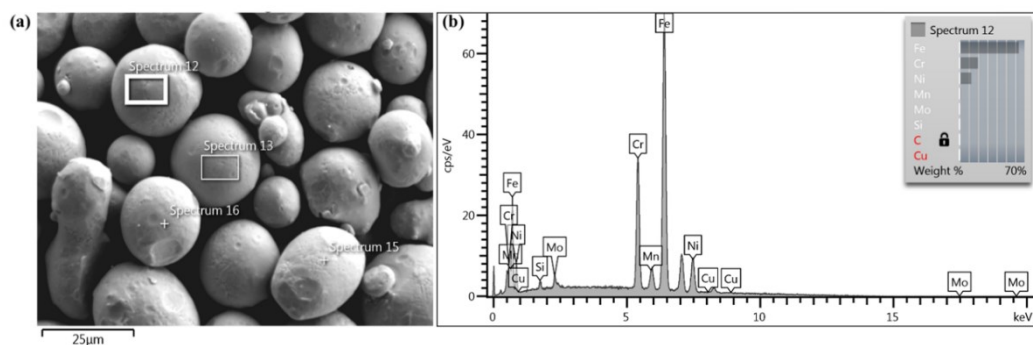 (a)
Spectrum 12
Spectrum 13
Spectrum 16
Spectrum 15
25µm
(b)
cps/eV
60
40
20
0
Fe
Cr
Fe
Cr
Ni
Mn
Cu
Si
Mo
Mn
Ni
Cu
Cu
Mo
Mo
0
5
10
15
keV
Spectrum 12
Fe
Cr
Ni
Mn
Mo
Si
C
Cu
Weight % 70%